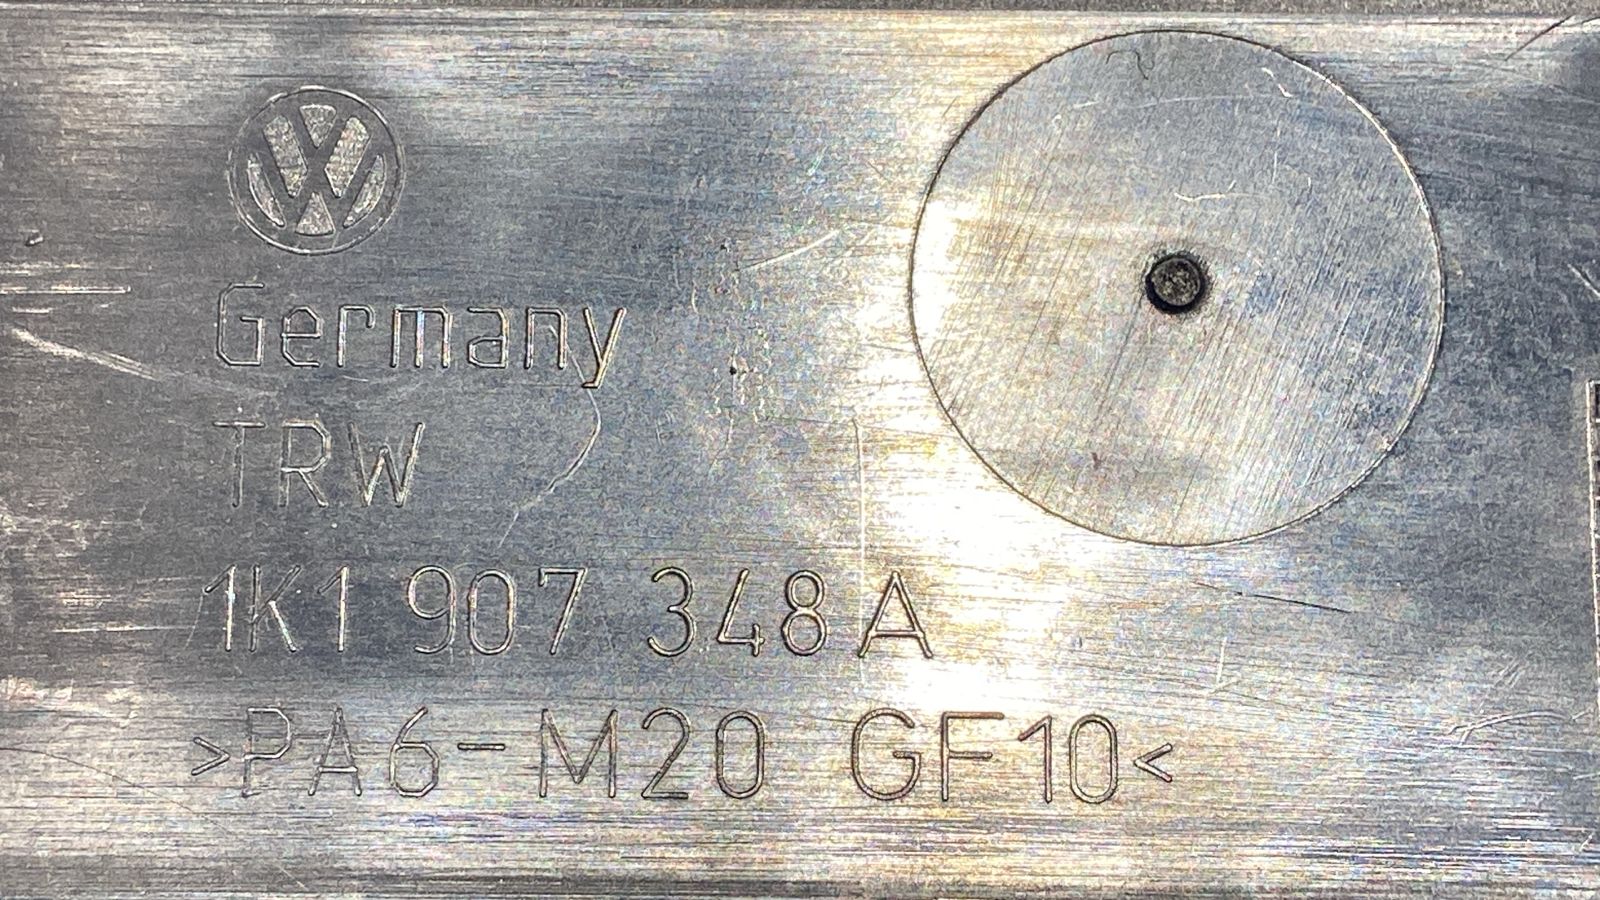 Germany
TRW
1K1 907 348 A
>PA6-M20 GF10<